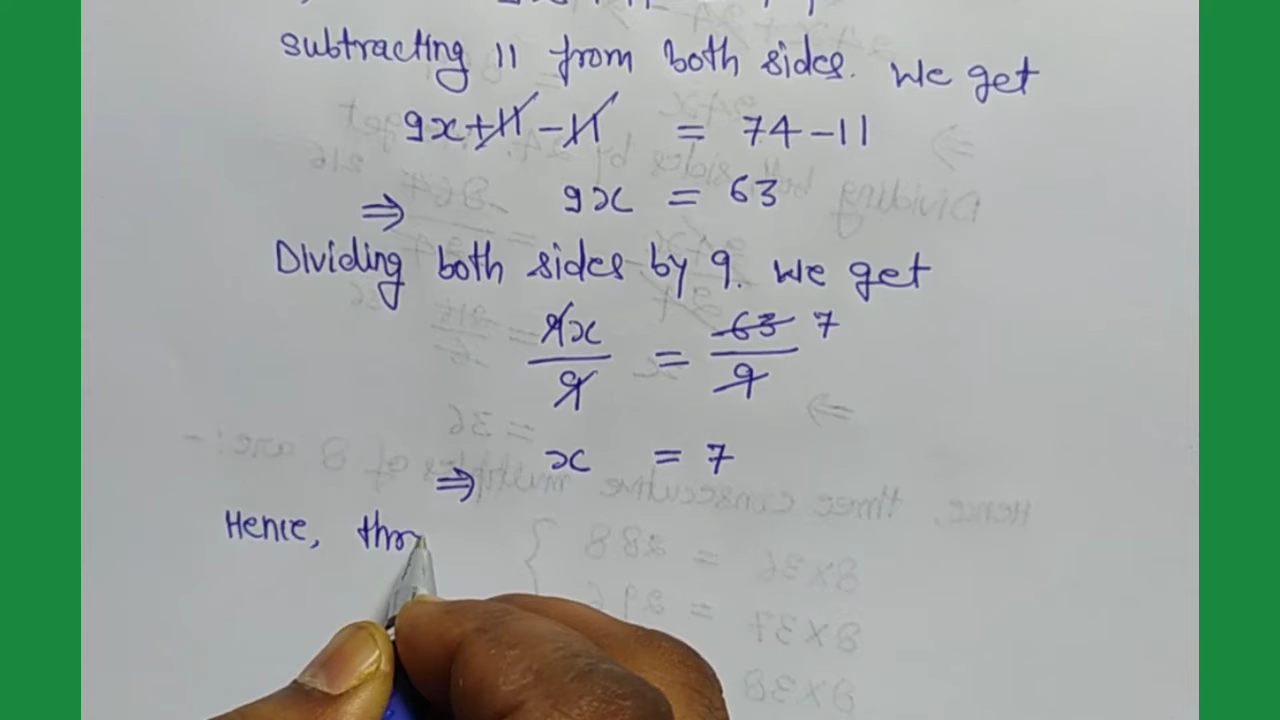 subtracting 11 from both sides. We get
9x+11-11 = 74-11
⇒ 9x = 63
Dividing both sides by 9. We get
9x/9 = 63/9 7
⇒ x = 7
Hence, thr